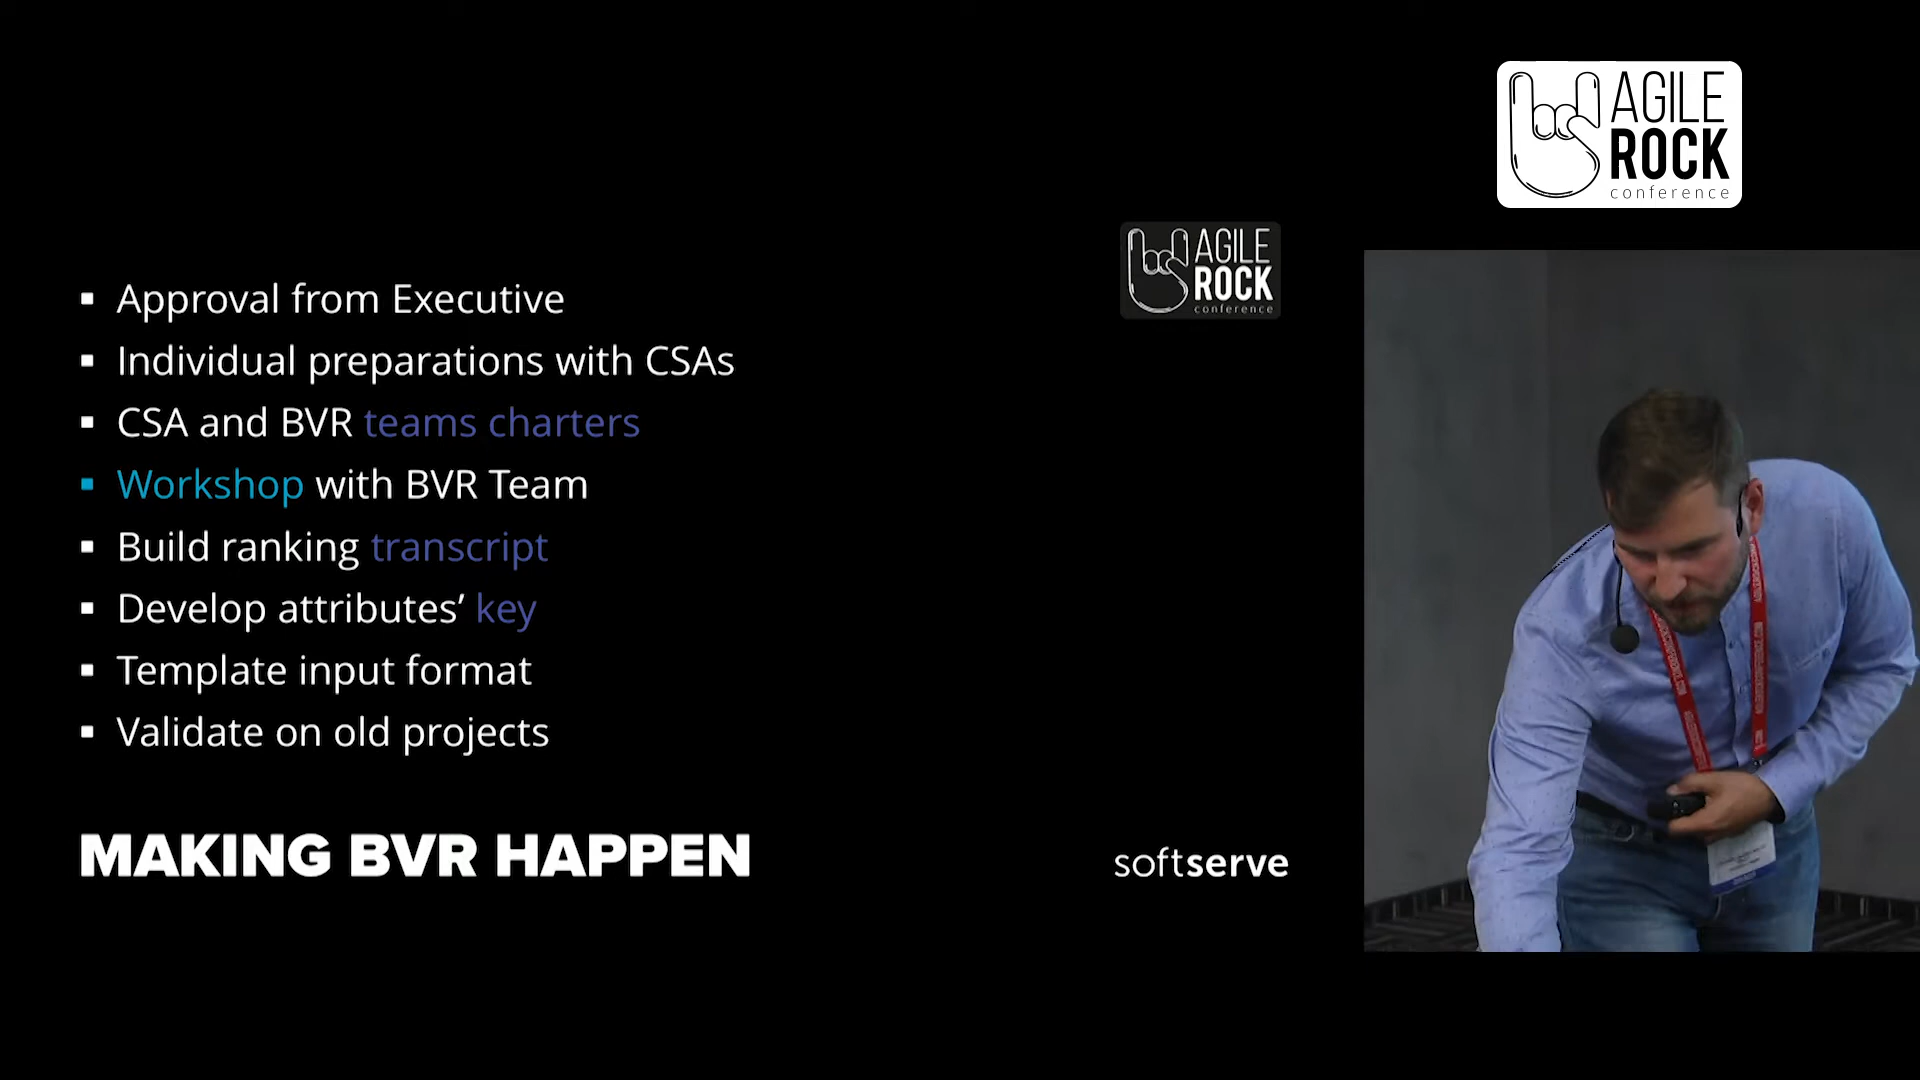 AGILE
ROCK
conference
AGILE
ROCK
conference
▪ Approval from Executive
▪ Individual preparations with CSAs
▪ CSA and BVR teams charters
▪ Workshop with BVR Team
▪ Build ranking transcript
▪ Develop attributes’ key
▪ Template input format
▪ Validate on old projects
MAKING BVR HAPPEN
softserve